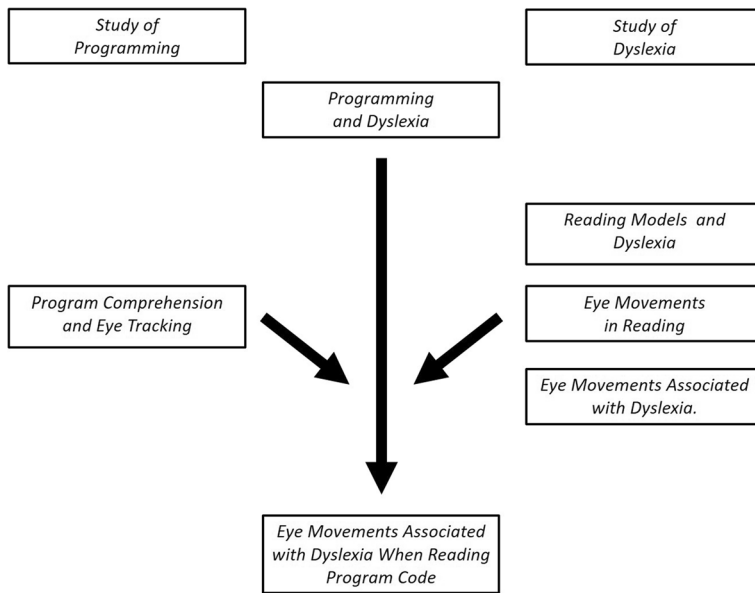 Study of
Programming
Study of
Dyslexia
Programming
and Dyslexia
Reading Models and
Dyslexia
Program Comprehension
and Eye Tracking
Eye Movements
in Reading
Eye Movements Associated
with Dyslexia.
Eye Movements Associated
with Dyslexia When Reading
Program Code